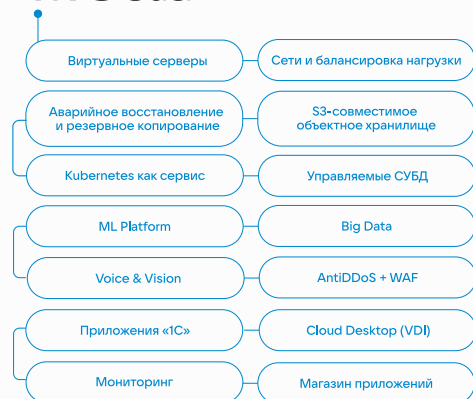 Виртуальные серверы
Сети и балансировка нагрузки
Аварийное восстановление
и резервное копирование
S3-совместимое
объектное хранилище
Kubernetes как сервис
Управляемые СУБД
ML Platform
Big Data
Voice & Vision
AntiDDoS + WAF
Приложения «1С»
Cloud Desktop (VDI)
Мониторинг
Магазин приложений